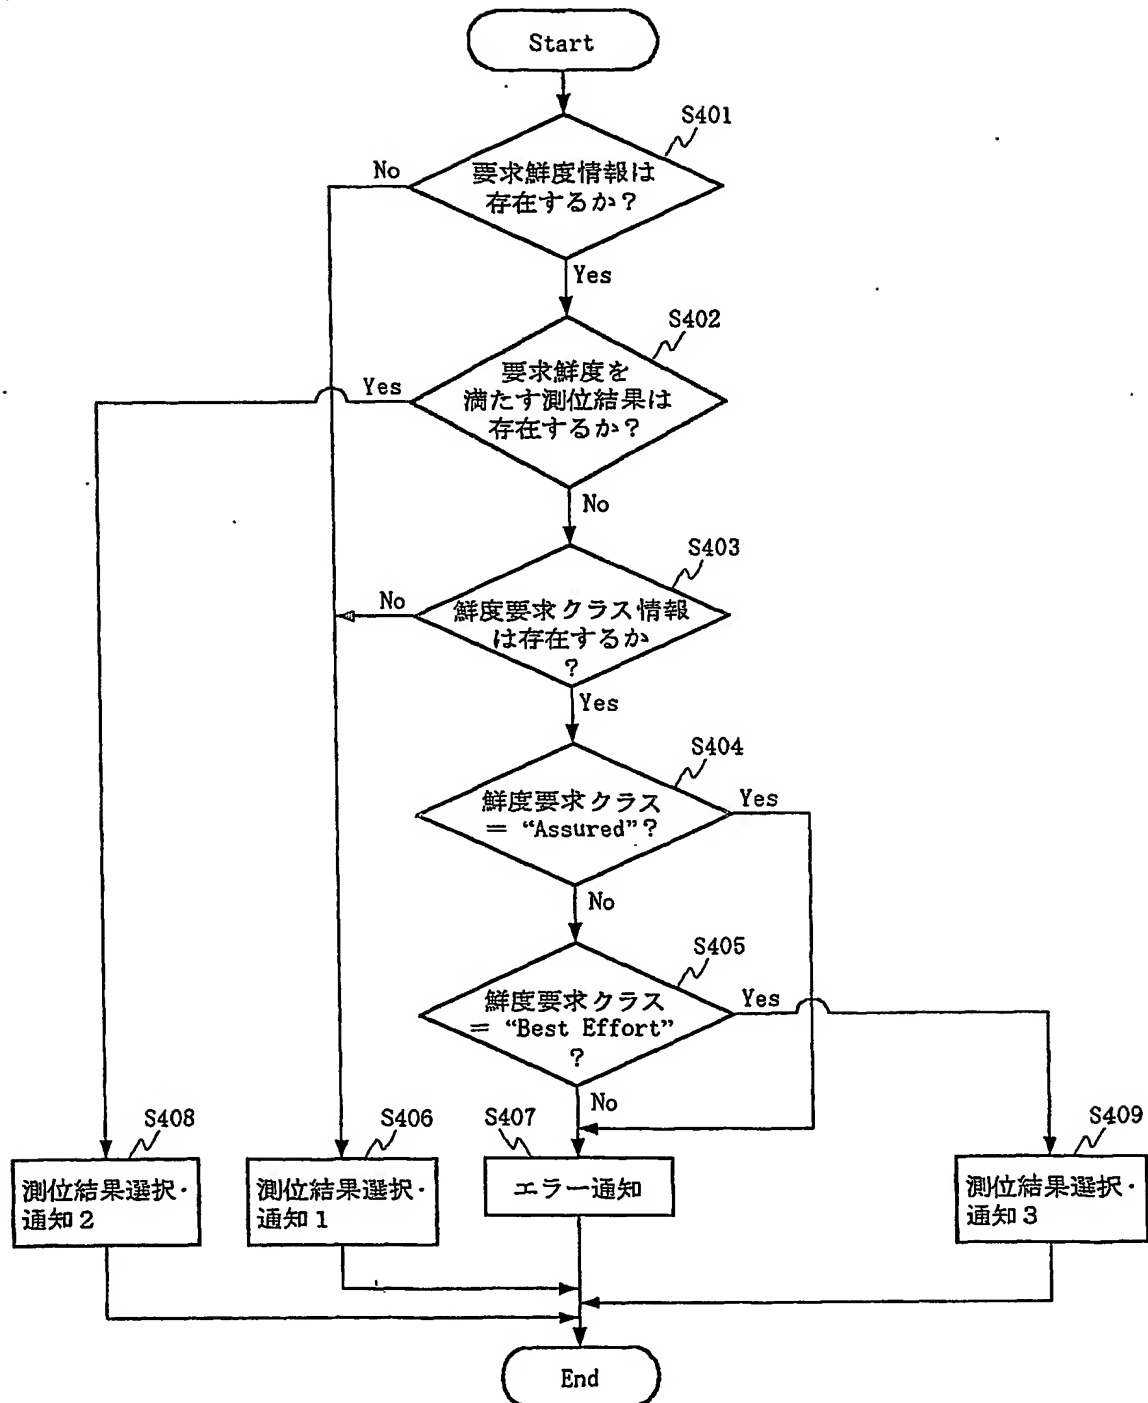 Start
S401
No
要求鮮度情報は
存在するか？
Yes
S402
Yes
要求鮮度を
満たす測位結果は
存在するか？
No
S403
No
鮮度要求クラス情報
は存在するか
？
Yes
S404
鮮度要求クラス
＝ “Assured”？
Yes
No
S405
鮮度要求クラス
＝ “Best Effort”
？
Yes
No
S408
S406
S407
S409
測位結果選択・
通知２
測位結果選択・
通知１
エラー通知
測位結果選択・
通知３
End